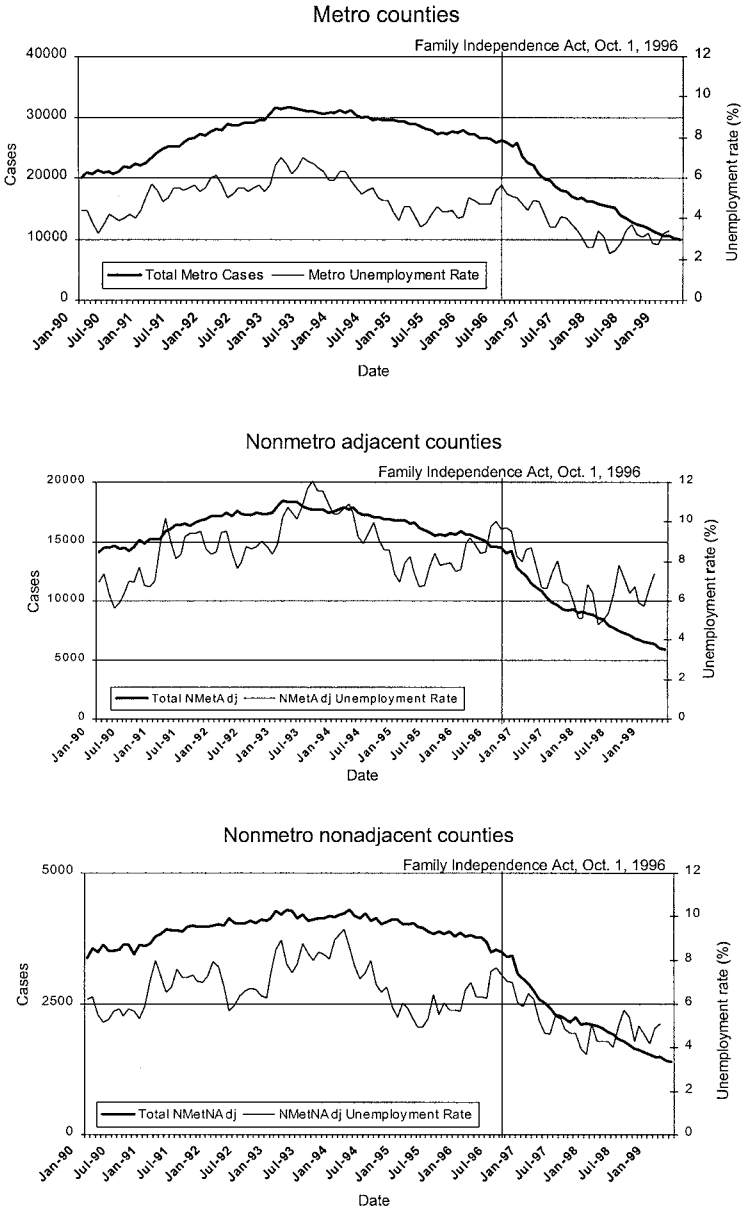 Metro counties
Family Independence Act, Oct. 1, 1996
40000
30000
20000
10000
0
Cases
12
10
8
6
4
2
0
Unemployment rate (%)
Total Metro Cases
Metro Unemployment Rate
Jan-90
Jul-90
Jan-91
Jul-91
Jan-92
Jul-92
Jan-93
Jul-93
Jan-94
Jul-94
Jan-95
Jul-95
Jan-96
Jul-96
Jan-97
Jul-97
Jan-98
Jul-98
Jan-99
Date
Nonmetro adjacent counties
Family Independence Act, Oct. 1, 1996
20000
15000
10000
5000
0
Cases
12
10
8
6
4
2
0
Unemployment rate (%)
Total NMetAdj
NMetAdj Unemployment Rate
Jan-90
Jul-90
Jan-91
Jul-91
Jan-92
Jul-92
Jan-93
Jul-93
Jan-94
Jul-94
Jan-95
Jul-95
Jan-96
Jul-96
Jan-97
Jul-97
Jan-98
Jul-98
Jan-99
Date
Nonmetro nonadjacent counties
Family Independence Act, Oct. 1, 1996
5000
2500
0
Cases
12
10
8
6
4
2
0
Unemployment rate (%)
Total NMetNAdj
NMetNAdj Unemployment Rate
Jan-90
Jul-90
Jan-91
Jul-91
Jan-92
Jul-92
Jan-93
Jul-93
Jan-94
Jul-94
Jan-95
Jul-95
Jan-96
Jul-96
Jan-97
Jul-97
Jan-98
Jul-98
Jan-99
Date